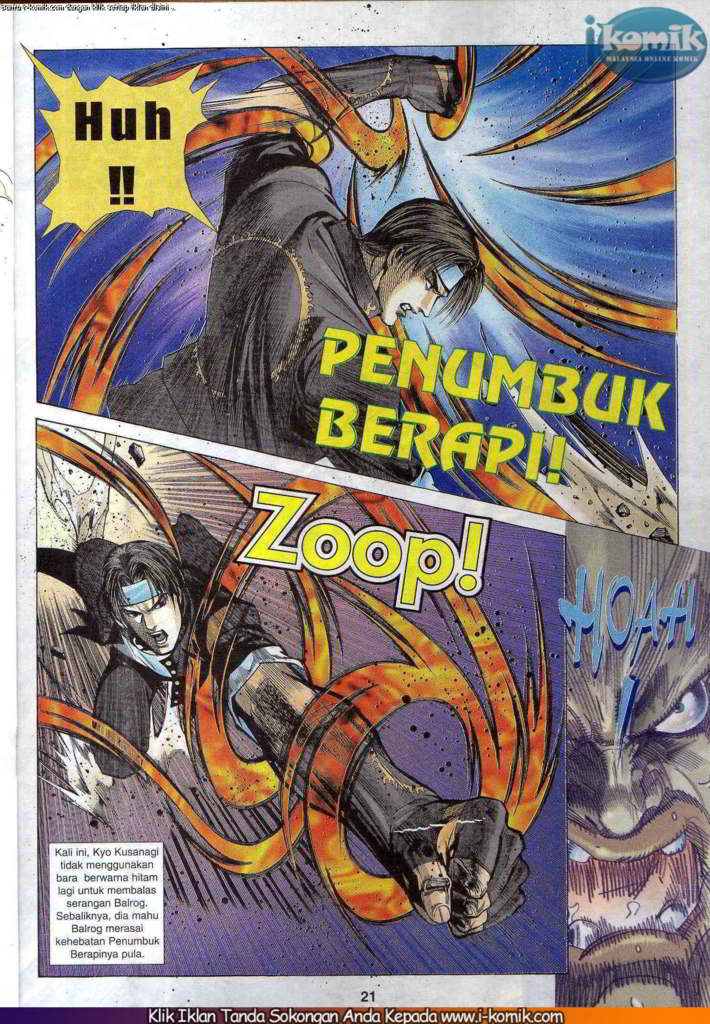 ikomik
MALAYSIA ONLINE KOMIK
Huh
!!
PENUMBUK
BERAPI!!
Zoop!
HOAH
!
Kali ini, Kyo Kusanagi
tidak menggunakan
bara berwarna hitam
lagi untuk membalas
serangan Balrog.
Sebaliknya, dia mahu
Balrog merasai
kehebatan Penumbuk
Berapinya pula.
21
Klik Iklan Tanda Sokongan Anda Kepada www.i-komik.com